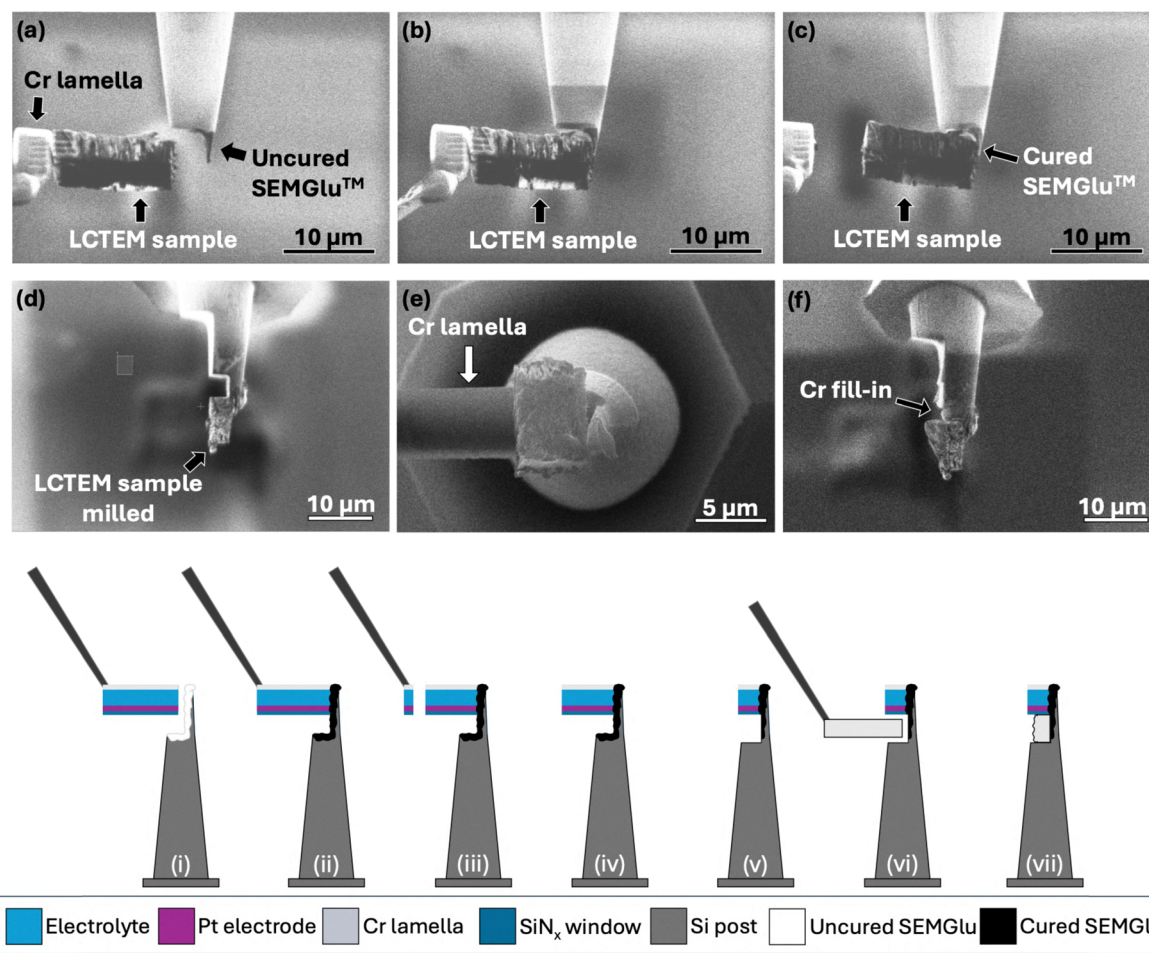 (a)
Cr lamella
Uncured
SEMGlu™
LCTEM sample
10 µm
(b)
LCTEM sample
10 µm
(c)
Cured
SEMGlu™
LCTEM sample
10 µm
(d)
LCTEM sample
milled
10 µm
(e)
Cr lamella
5 µm
(f)
Cr fill-in
10 µm
(i)
(ii)
(iii)
(iv)
(v)
(vi)
(vii)
Electrolyte
Pt electrode
Cr lamella
SiNₓ window
Si post
Uncured SEMGlu
Cured SEMGl